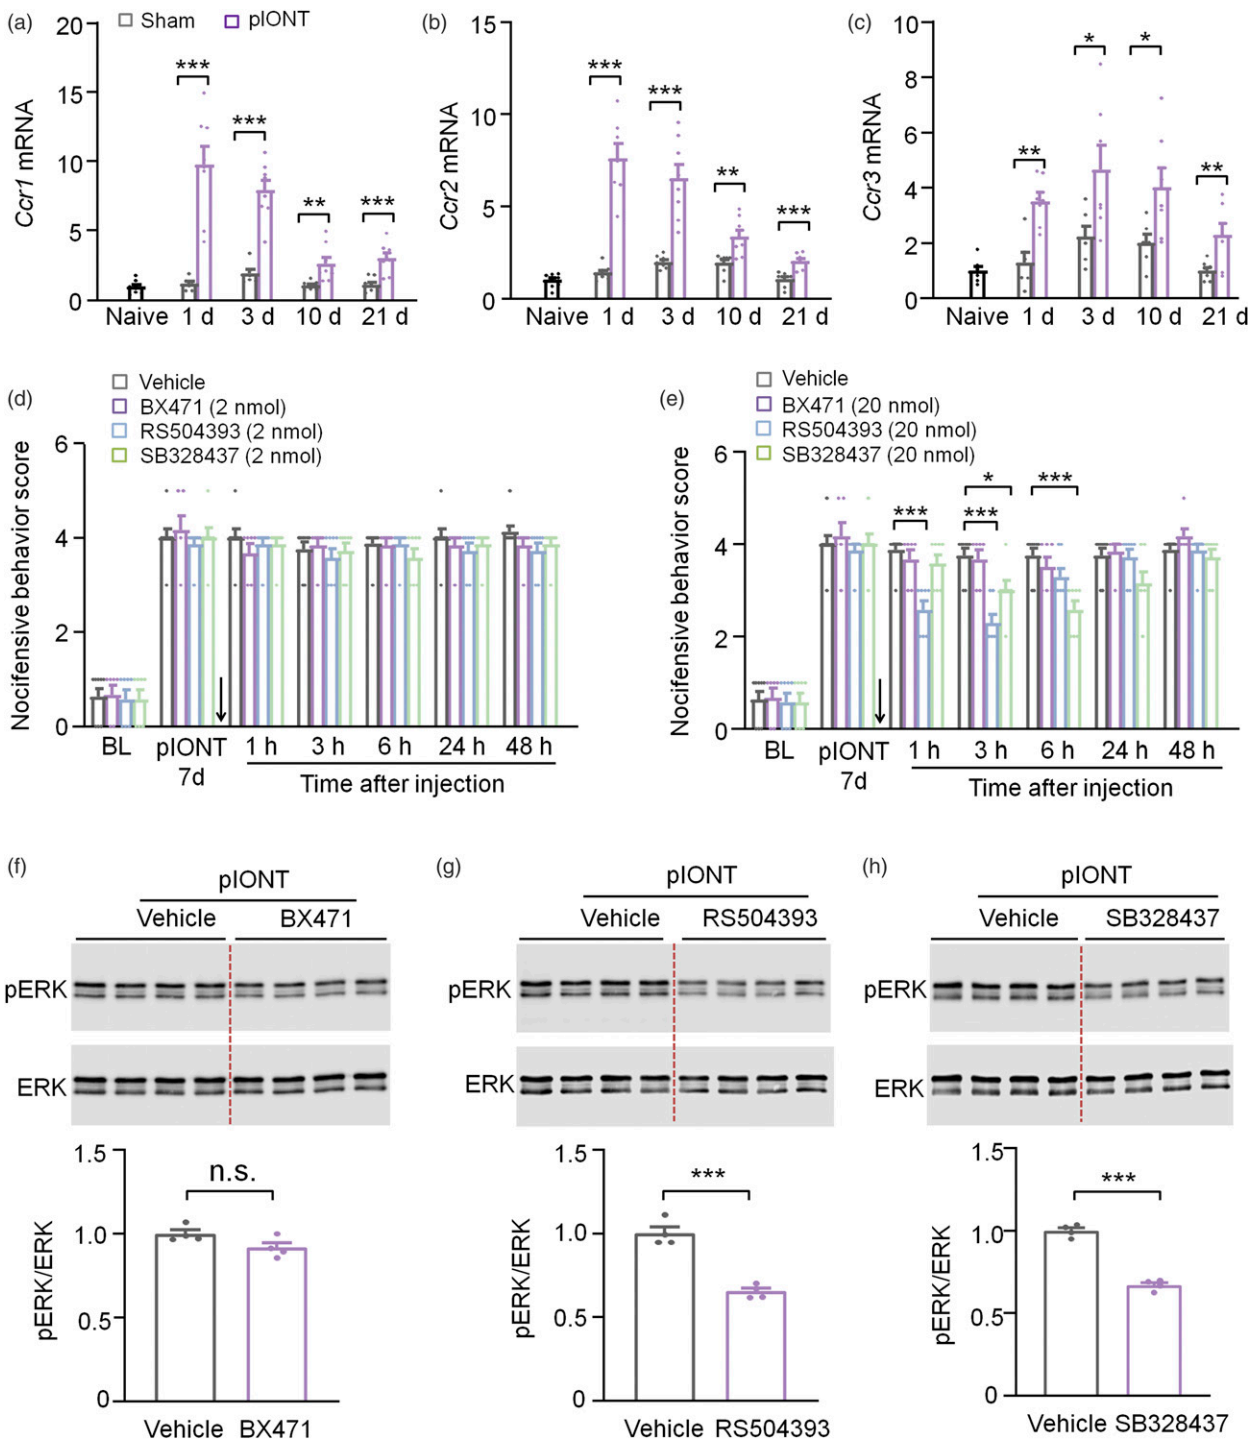 (a)
Sham pIONT
Ccr1 mRNA
20
15
10
5
0
***
***
**
***
Naive 1 d 3 d 10 d 21 d
(b)
Ccr2 mRNA
15
10
5
0
***
***
**
***
Naive 1 d 3 d 10 d 21 d
(c)
Ccr3 mRNA
10
8
6
4
2
0
**
*
*
**
Naive 1 d 3 d 10 d 21 d
(d)
Vehicle
BX471 (2 nmol)
RS504393 (2 nmol)
SB328437 (2 nmol)
Nocifensive behavior score
6
4
2
0
BL pIONT 1 h 3 h 6 h 24 h 48 h
7d
Time after injection
(e)
Vehicle
BX471 (20 nmol)
RS504393 (20 nmol)
SB328437 (20 nmol)
Nocifensive behavior score
6
4
2
0
***
*
***
***
BL pIONT 1 h 3 h 6 h 24 h 48 h
7d
Time after injection
(f)
pIONT
Vehicle BX471
pERK
ERK
pERK/ERK
1.5
1.0
0.5
0
n.s.
Vehicle BX471
(g)
pIONT
Vehicle RS504393
pERK
ERK
pERK/ERK
1.5
1.0
0.5
0
***
Vehicle RS504393
(h)
pIONT
Vehicle SB328437
pERK
ERK
pERK/ERK
1.5
1.0
0.5
0
***
Vehicle SB328437